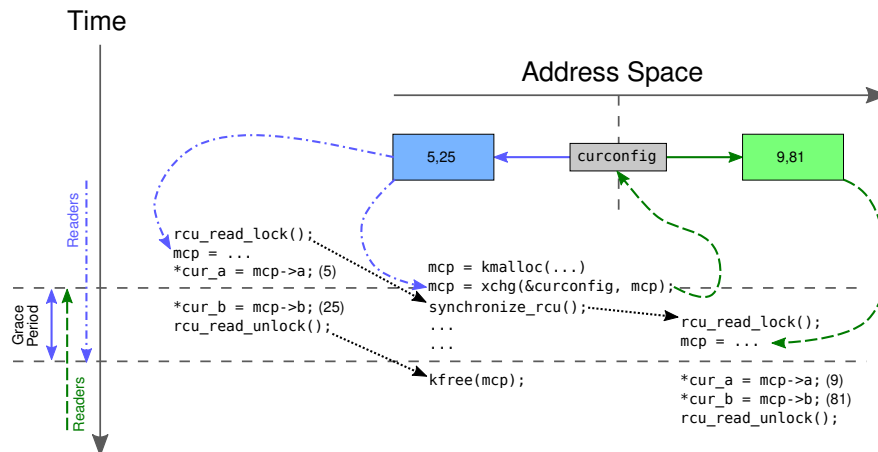 Time
Address Space
5,25
curconfig
9,81
Readers
rcu_read_lock();
mcp = ...
*cur_a = mcp->a; (5)
mcp = kmalloc(...)
mcp = xchg(&curconfig, mcp);
Grace
Period
*cur_b = mcp->b; (25)
rcu_read_unlock();
synchronize_rcu();
...
...
rcu_read_lock();
mcp = ...
Readers
kfree(mcp);
*cur_a = mcp->a; (9)
*cur_b = mcp->b; (81)
rcu_read_unlock();